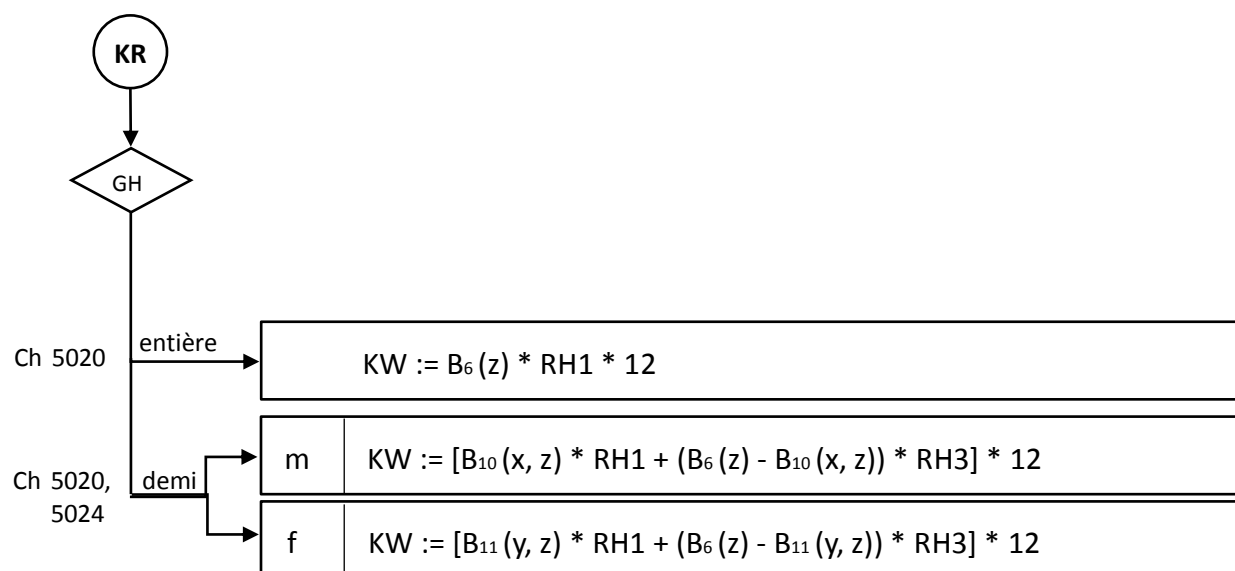 KR
GH
Ch 5020
entière
KW := B₆ (z) * RH1 * 12
Ch 5020,
5024
demi
m
KW := [B₁₀ (x, z) * RH1 + (B₆ (z) - B₁₀ (x, z)) * RH3] * 12
f
KW := [B₁₁ (y, z) * RH1 + (B₆ (z) - B₁₁ (y, z)) * RH3] * 12